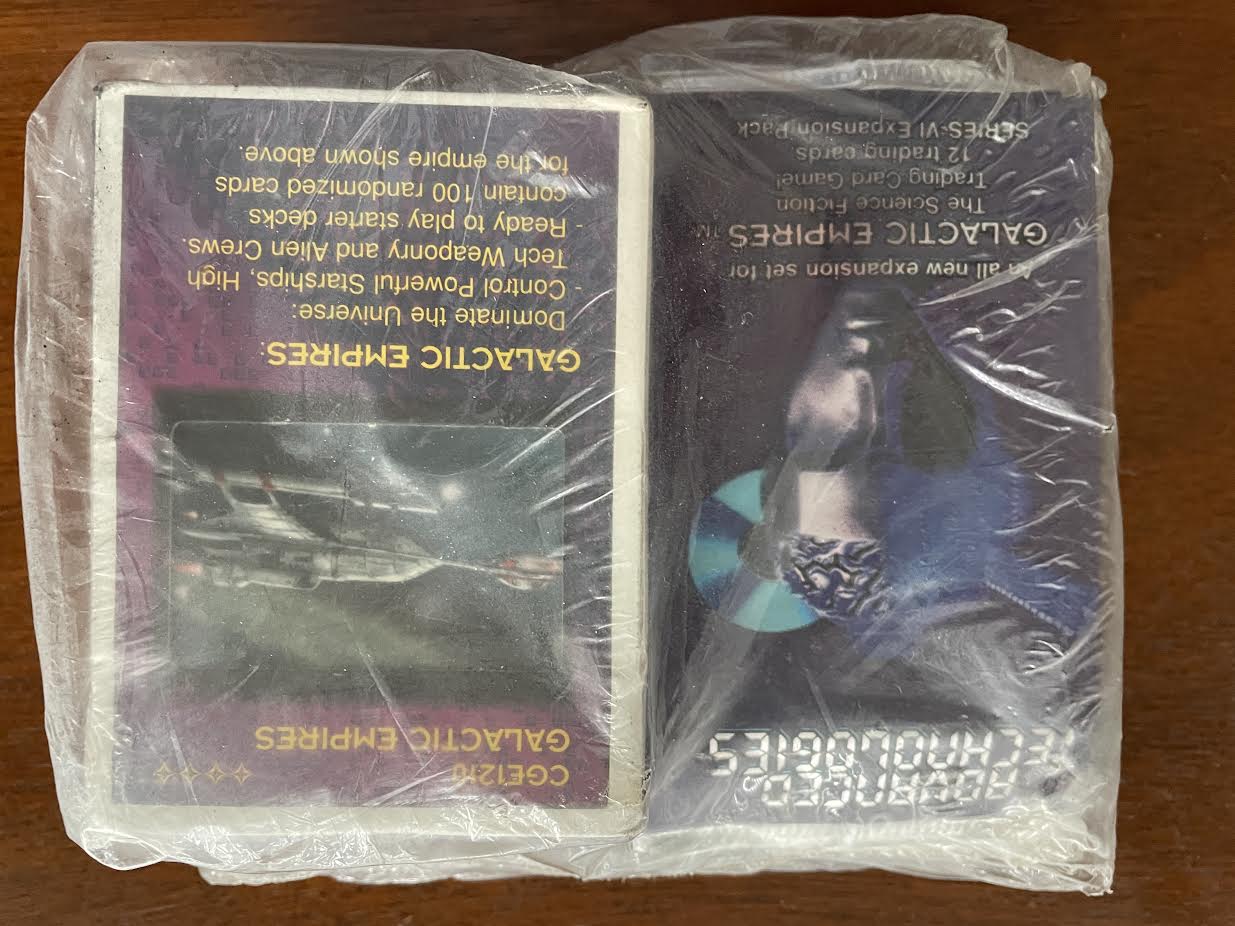 CGE1210
GALACTIC EMPIRES
GALACTIC EMPIRES:
Dominate the Universe:
- Control Powerful Starships, High
Tech Weaponry and Alien Crews.
- Ready to play starter decks
contain 100 randomized cards
for the empire shown above.
ADVANCED
TECHNOLOGIES
An all new expansion set for
GALACTIC EMPIRES™
The Science Fiction
Trading Card Game!
12 trading cards
SERIES-VI Expansion Pack